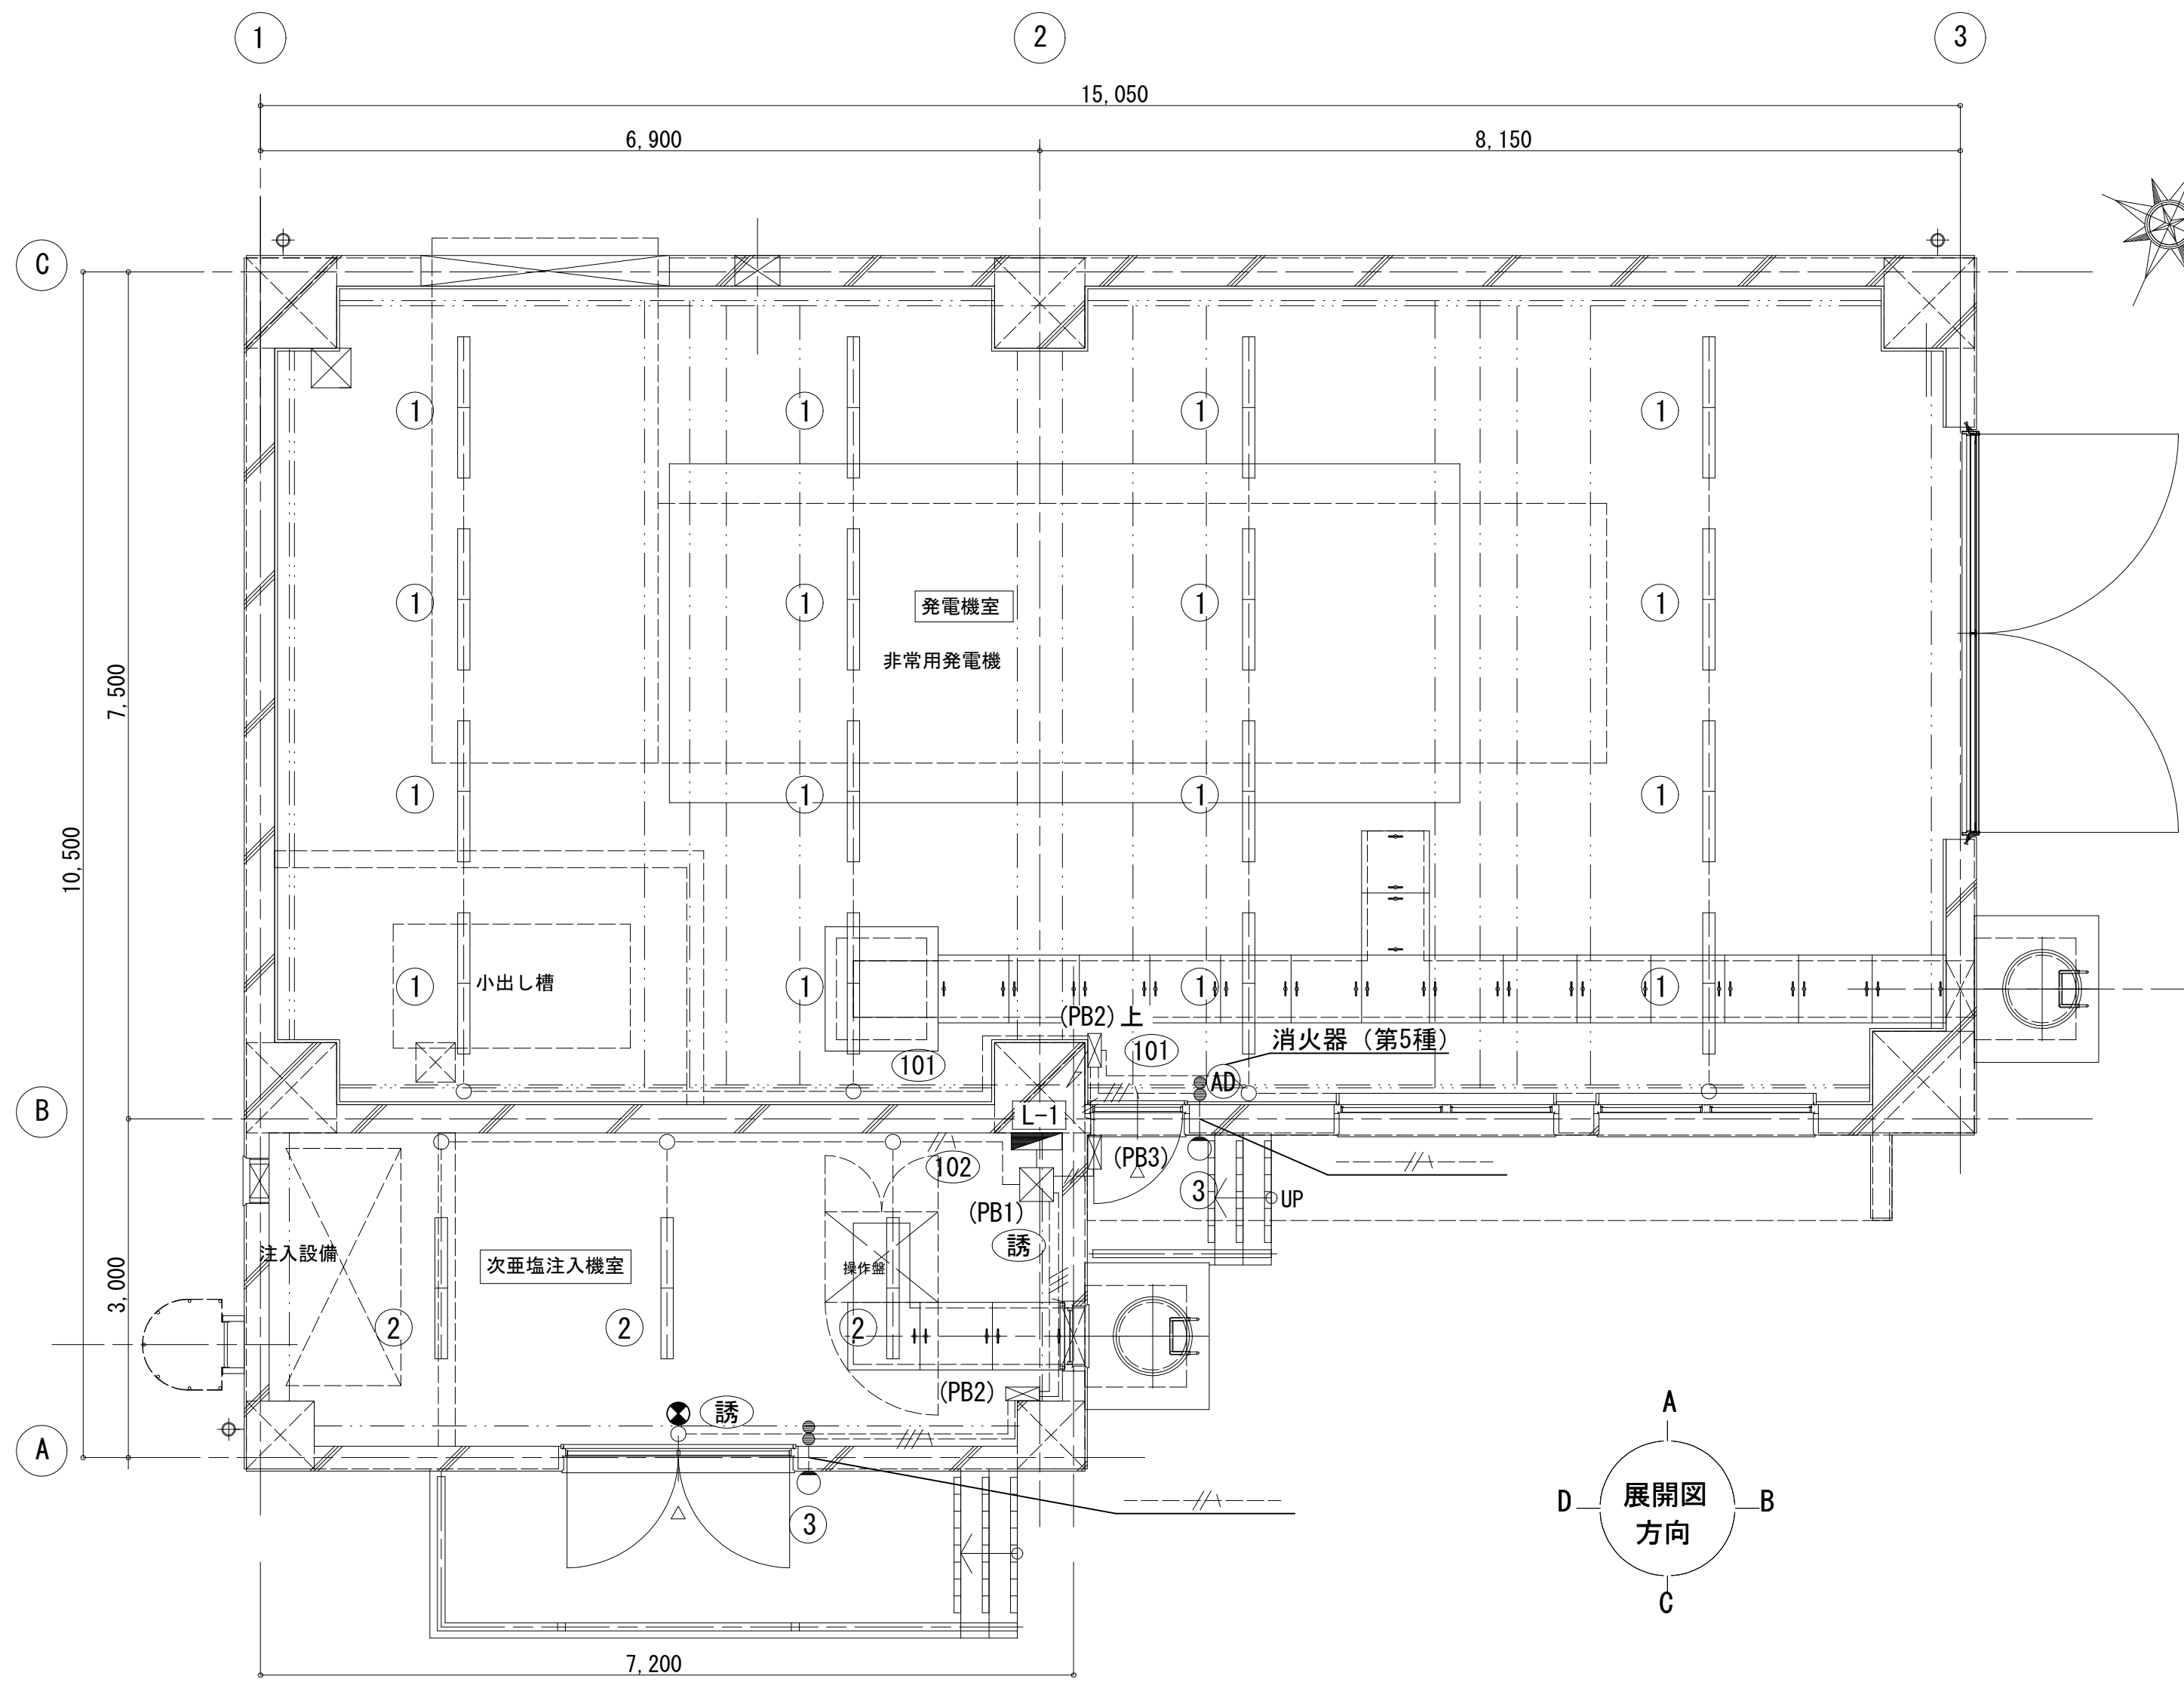 1
2
3
15,050
6,900
8,150
C
1
1
1
1
発電機室
1
1
1
1
非常用発電機
7,500
1
1
1
1
10,500
小出し槽
1
1
1
1
(PB2)上
消火器（第5種）
101
101
AD
B
L-1
102
(PB3)
3
UP
(PB1)
誘
注入設備
次亜塩注入機室
操作盤
3,000
2
2
2
(PB2)
誘
A
3
A
D
展開図
方向
B
C
7,200